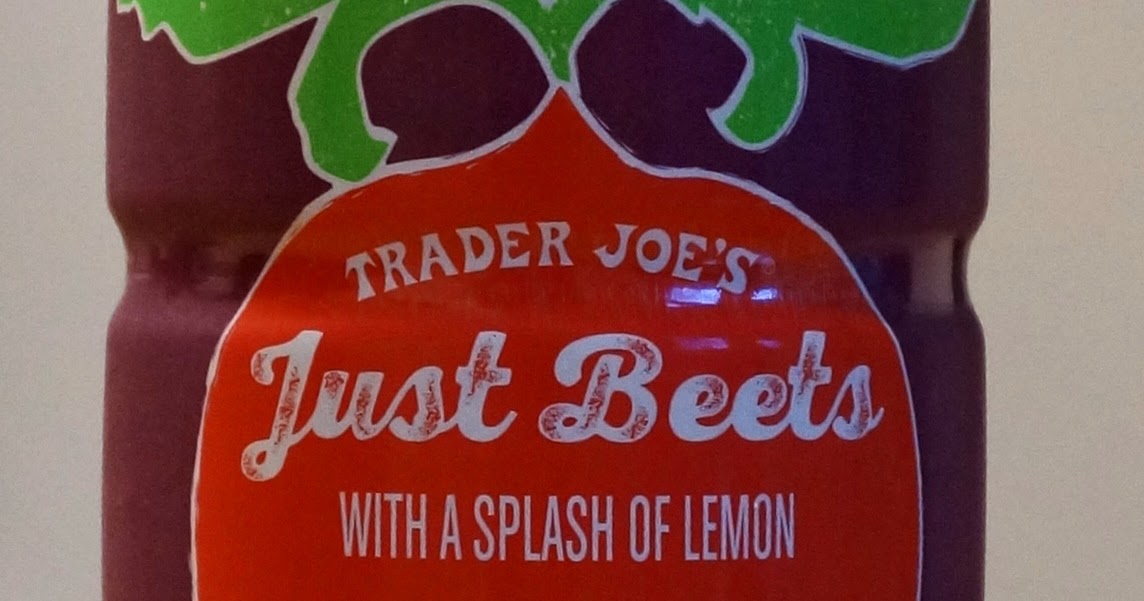 TRADER JOE'S
Just Beets
WITH A SPLASH OF LEMON